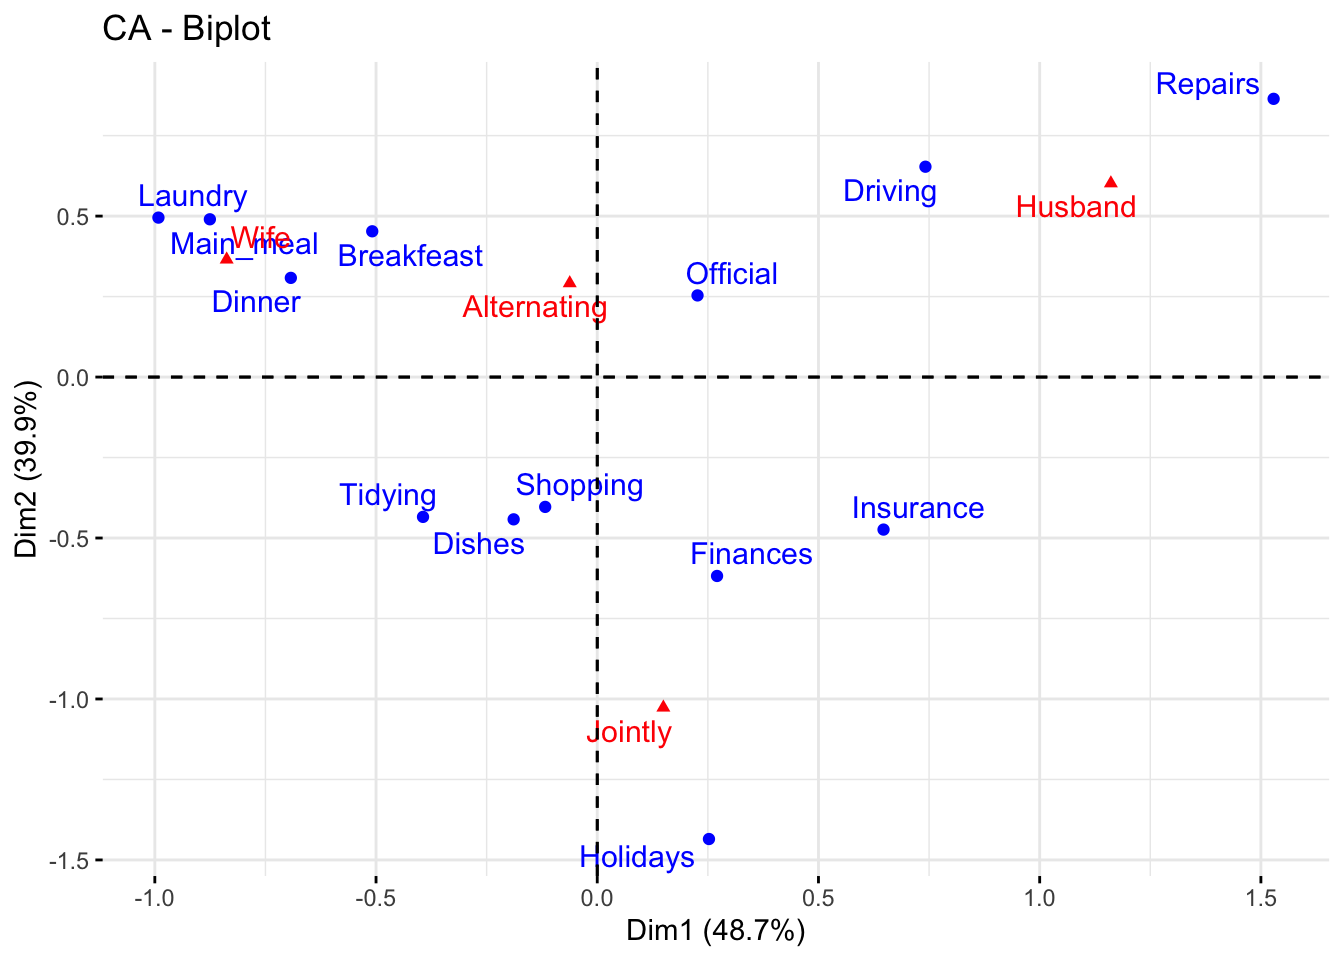 CA - Biplot
Repairs
Driving
Husband
Laundry
Wife
Main_meal
Breakfeast
Dinner
Official
Alternating
Shopping
Tidying
Dishes
Insurance
Finances
Jointly
Holidays
0.5
0.0
-0.5
-1.0
-1.5
Dim2 (39.9%)
-1.0
-0.5
0.0
0.5
1.0
1.5
Dim1 (48.7%)